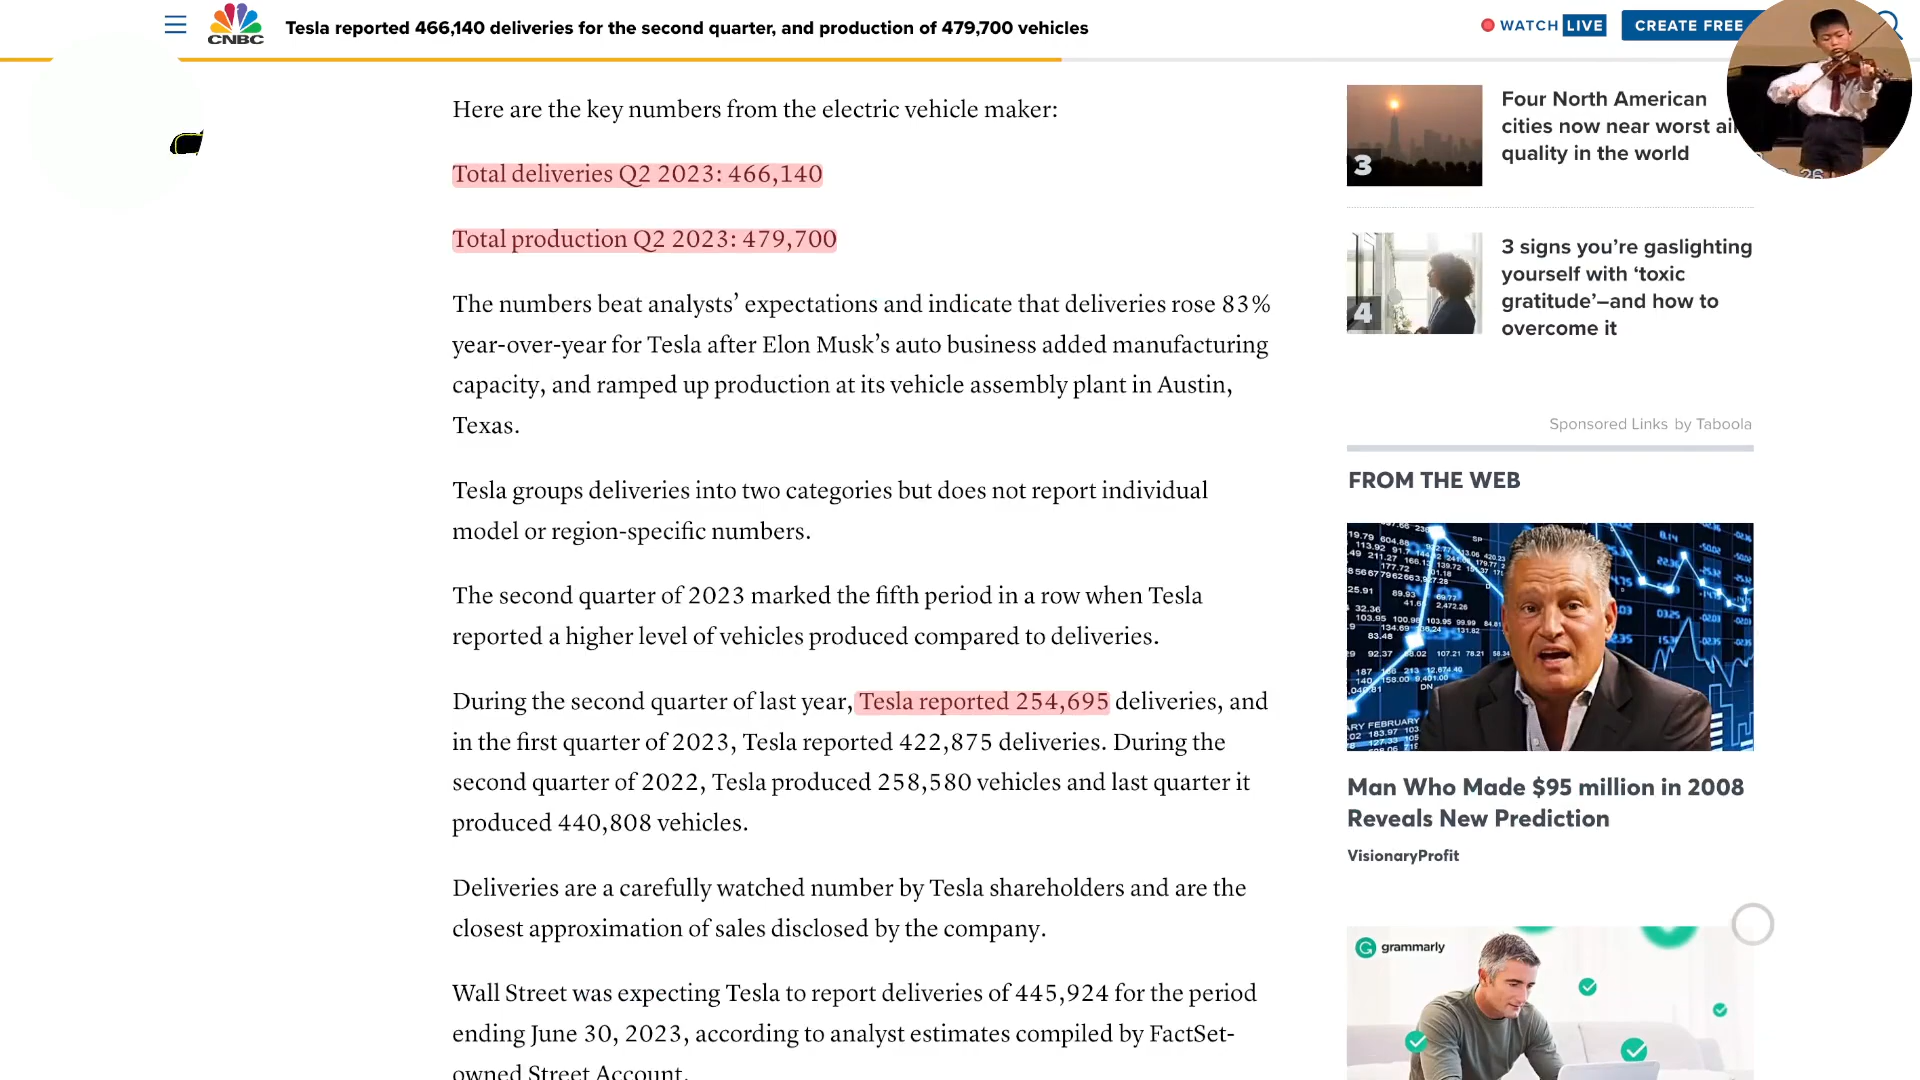 CNBC
Tesla reported 466,140 deliveries for the second quarter, and production of 479,700 vehicles
WATCH LIVE
CREATE FREE
Here are the key numbers from the electric vehicle maker:
Total deliveries Q2 2023: 466,140
Total production Q2 2023: 479,700
The numbers beat analysts’ expectations and indicate that deliveries rose 83%
year-over-year for Tesla after Elon Musk’s auto business added manufacturing
capacity, and ramped up production at its vehicle assembly plant in Austin,
Texas.
Tesla groups deliveries into two categories but does not report individual
model or region-specific numbers.
The second quarter of 2023 marked the fifth period in a row when Tesla
reported a higher level of vehicles produced compared to deliveries.
During the second quarter of last year, Tesla reported 254,695 deliveries, and
in the first quarter of 2023, Tesla reported 422,875 deliveries. During the
second quarter of 2022, Tesla produced 258,580 vehicles and last quarter it
produced 440,808 vehicles.
Deliveries are a carefully watched number by Tesla shareholders and are the
closest approximation of sales disclosed by the company.
Wall Street was expecting Tesla to report deliveries of 445,924 for the period
ending June 30, 2023, according to analyst estimates compiled by FactSet-
owned Street Account.
3
Four North American
cities now near worst air
quality in the world
4
3 signs you’re gaslighting
yourself with ‘toxic
gratitude’–and how to
overcome it
Sponsored Links by Taboola
FROM THE WEB
Man Who Made $95 million in 2008
Reveals New Prediction
VisionaryProfit
grammarly